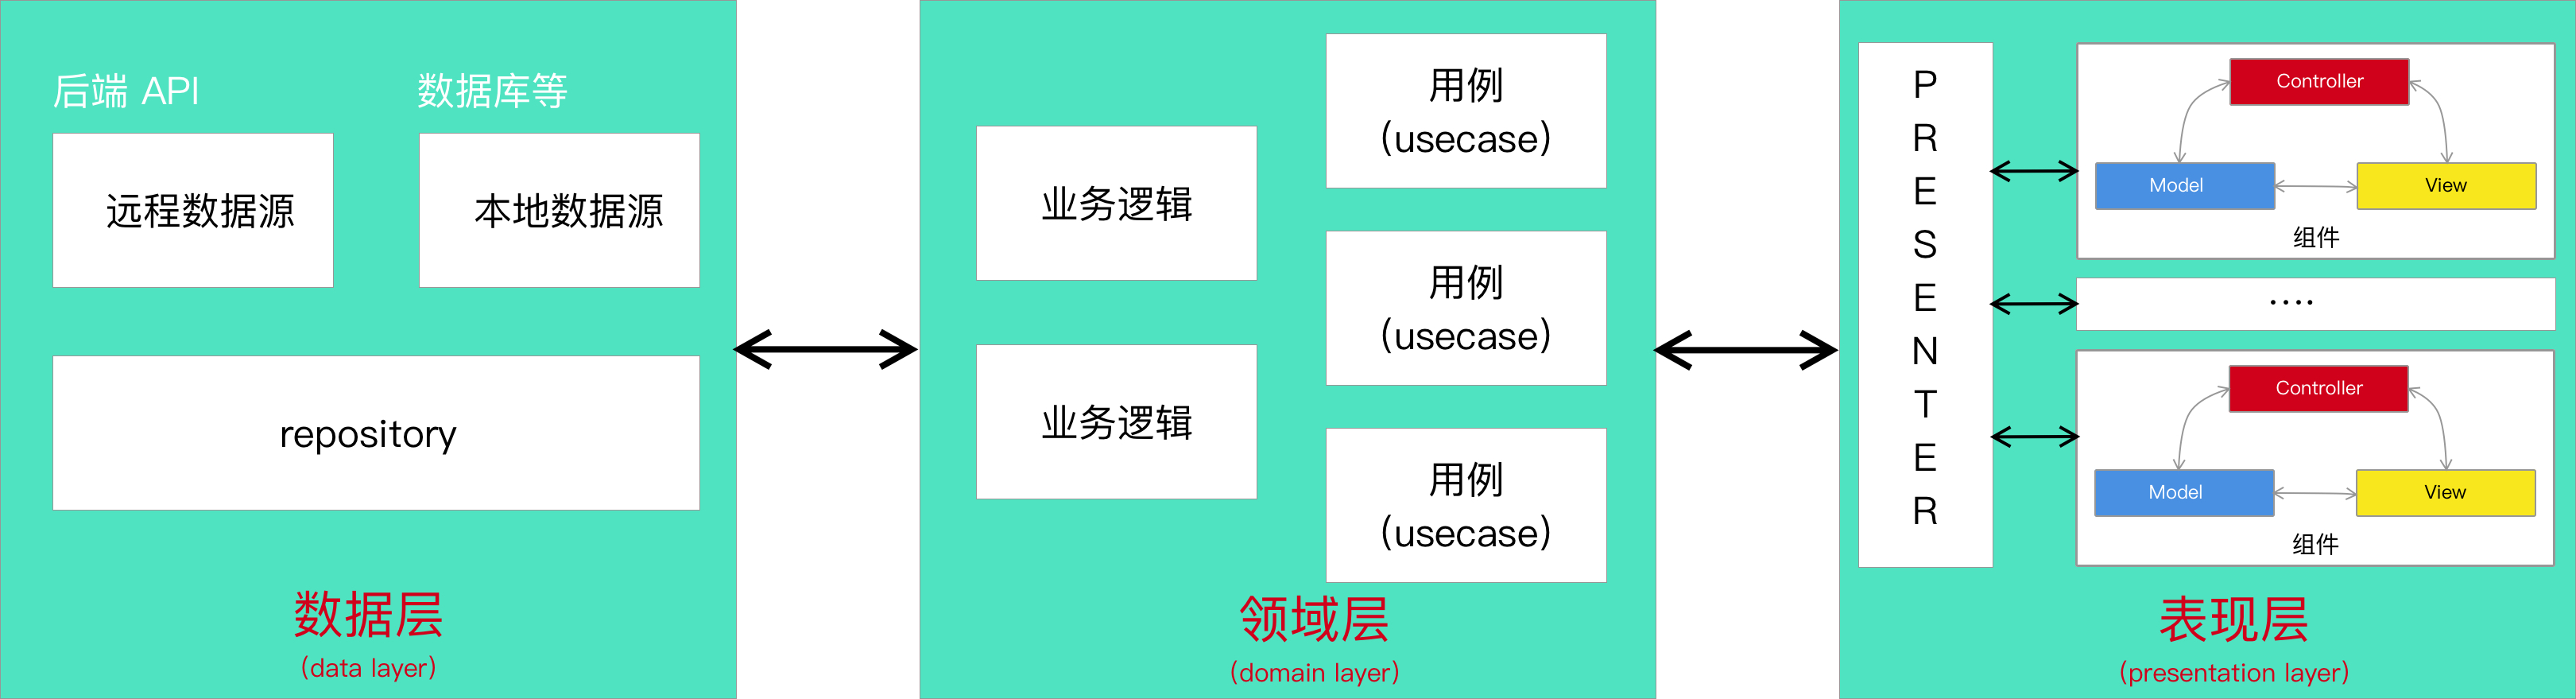 后端 API
数据库等
远程数据源
本地数据源
repository
数据层
(data layer)
业务逻辑
业务逻辑
用例
(usecase)
用例
(usecase)
用例
(usecase)
领域层
(domain layer)
P
R
E
S
E
N
T
E
R
Controller
Model
View
组件
....
Controller
Model
View
组件
表现层
(presentation layer)